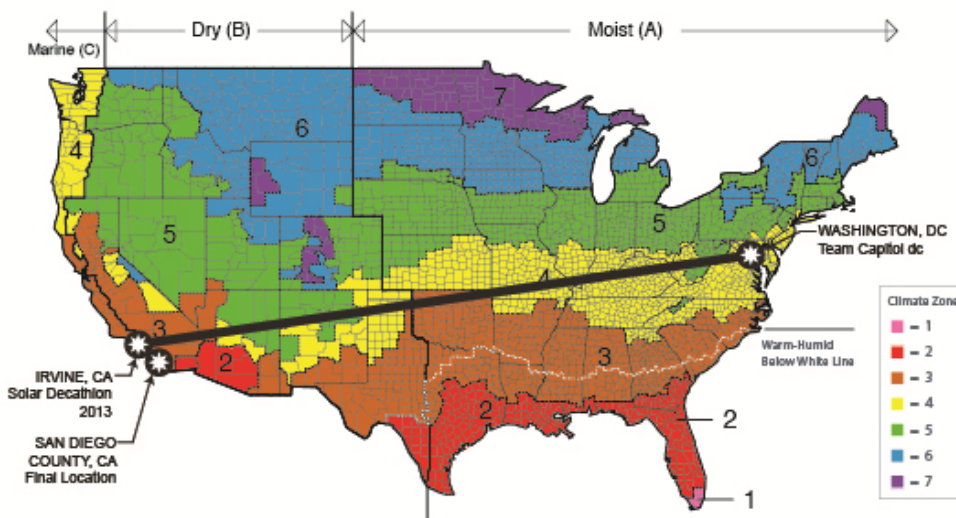 Dry (B)
Moist (A)
Marine (C)
7
6
4
6
5
5
WASHINGTON, DC
Team Capitol dc
4
Climate Zone
= 1
= 2
= 3
= 4
= 5
= 6
= 7
3
3
Warm-Humid
Below White Line
2
IRVINE, CA
Solar Decathlon
2013
2
2
SAN DIEGO
COUNTY, CA
Final Location
1